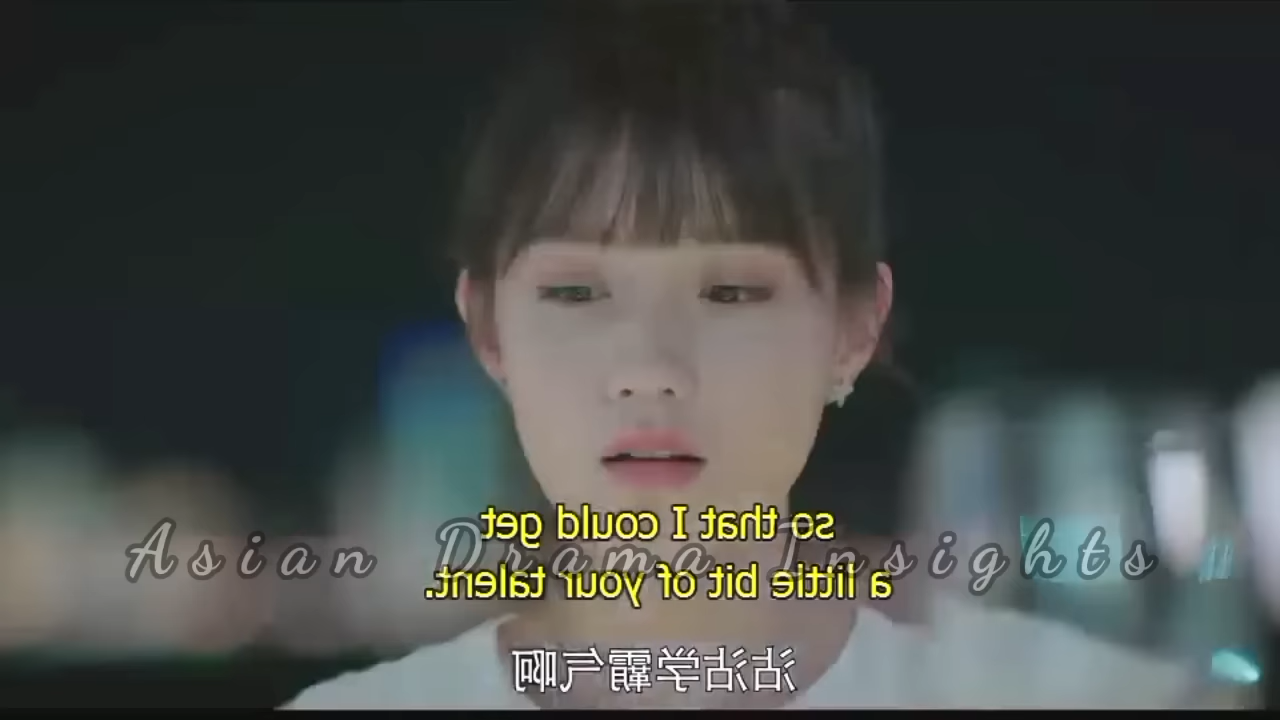 so that I could get
Asian Drama Insights
a little bit of your talent.
沾沾学霸气啊